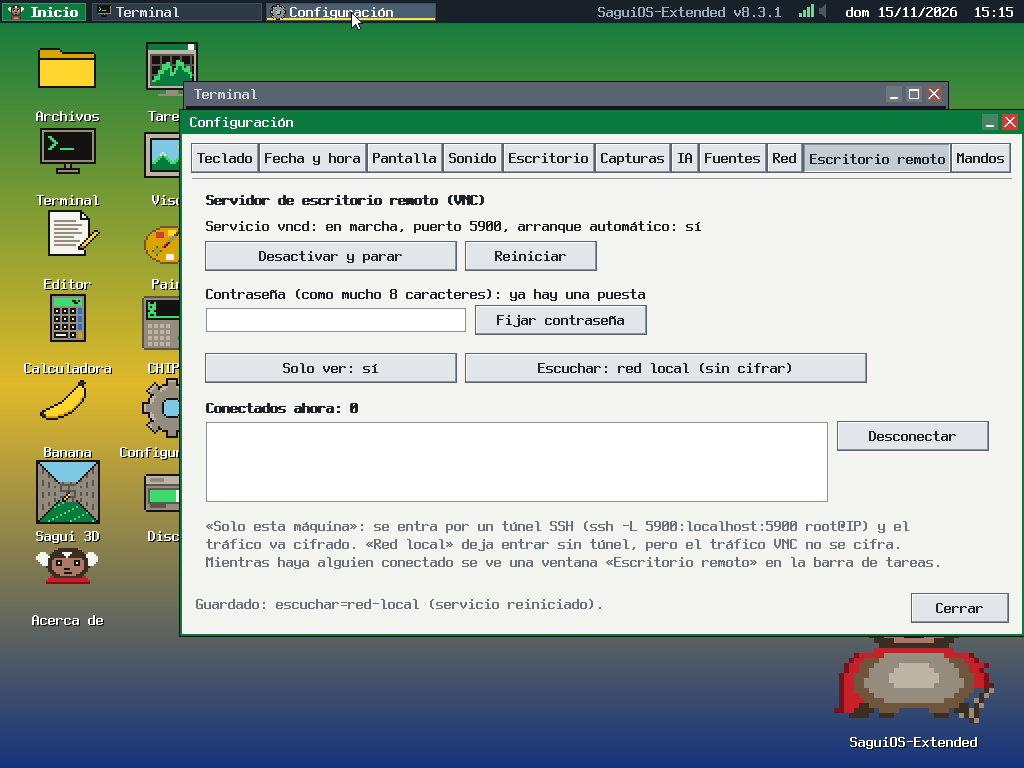 Inicio Terminal Configuración SaguiOS-Extended v8.3.1 dom 15/11/2026 15:15
Archivos
Terminal
Editor
Calculadora
Banana
Sagui 3D
Acerca de
Terminal
Configuración
Teclado Fecha y hora Pantalla Sonido Escritorio Capturas IA Fuentes Red Escritorio remoto Mandos
Servidor de escritorio remoto (VNC)
Servicio vncd: en marcha, puerto 5900, arranque automático: sí
Desactivar y parar Reiniciar
Contraseña (como mucho 8 caracteres): ya hay una puesta
Fijar contraseña
Solo ver: sí Escuchar: red local (sin cifrar)
Conectados ahora: 0
Desconectar
«Solo esta máquina»: se entra por un túnel SSH (ssh -L 5900:localhost:5900 root@IP) y el
tráfico va cifrado. «Red local» deja entrar sin túnel, pero el tráfico VNC no se cifra.
Mientras haya alguien conectado se ve una ventana «Escritorio remoto» en la barra de tareas.
Guardado: escuchar=red-local (servicio reiniciado).
Cerrar
SaguiOS-Extended